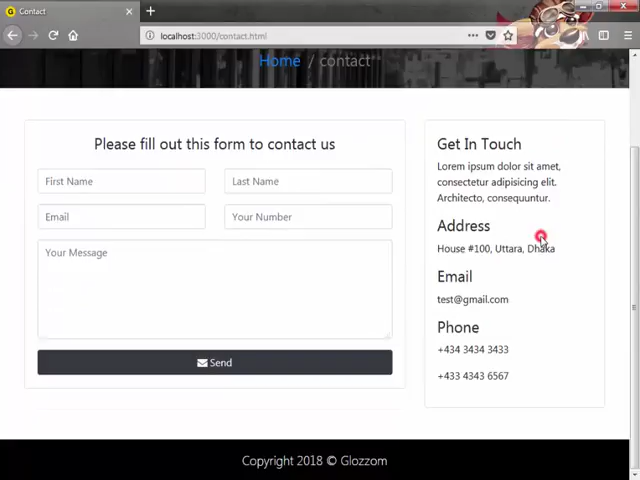 Contact
localhost:3000/contact.html
Home / contact
Please fill out this form to contact us
First Name
Last Name
Email
Your Number
Your Message
Send
Get In Touch
Lorem ipsum dolor sit amet,
consectetur adipisicing elit.
Architecto, consequuntur.
Address
House #100, Uttara, Dhaka
Email
test@gmail.com
Phone
+434 3434 3433
+433 4343 6567
Copyright 2018 © Glozzom